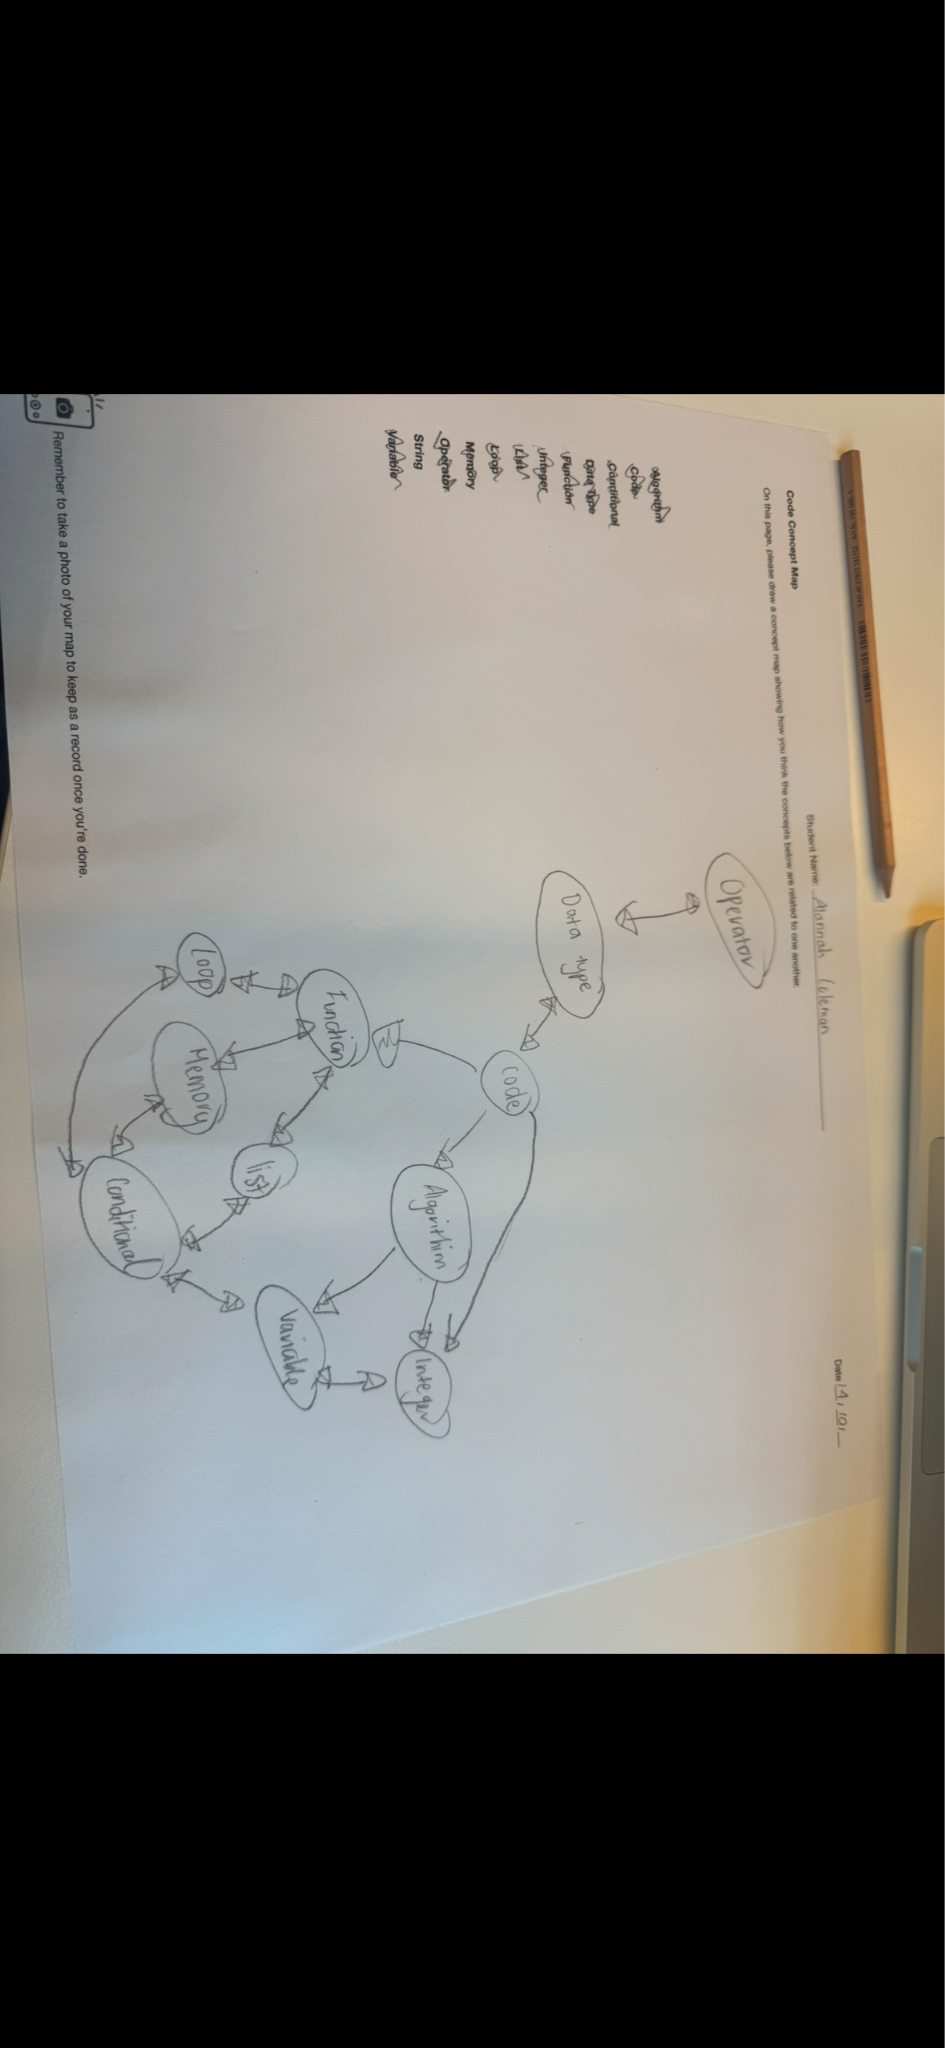 Student Name: Alannah Coleman
Date 14/10/
Code Concept Map
On this page, please draw a concept map showing how you think the concepts below are related to one another.
Algorithm
Code
Conditional
Data Type
Function
Integer
List
Loop
Memory
Operator
String
Variable
Operator
Data type
Code
Function
Algorithim
Integer
Loop
Memory
list
Variable
Conditional
Remember to take a photo of your map to keep as a record once you're done.